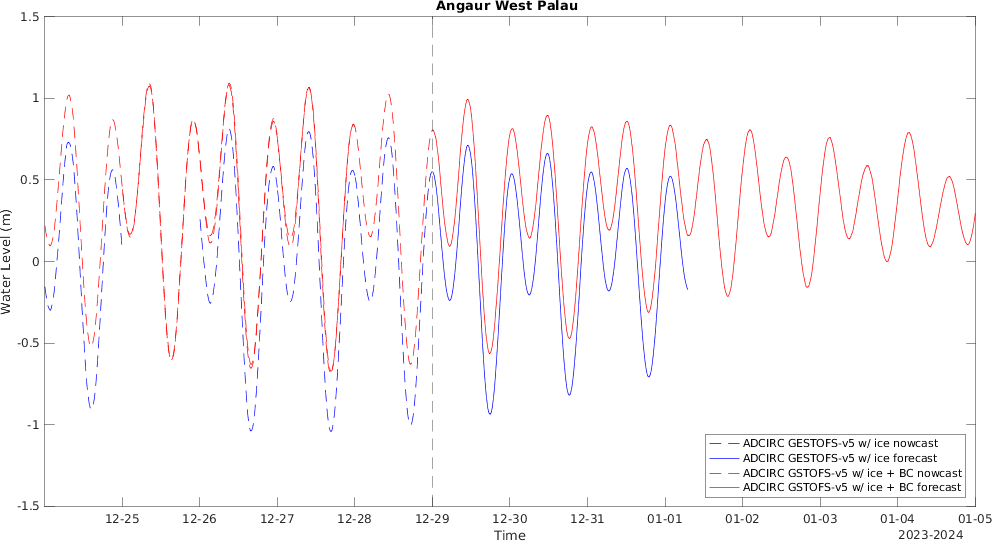 Angaur West Palau
1.5
1
0.5
0
-0.5
-1
-1.5
Water Level (m)
ADCIRC GESTOFS-v5 w/ ice nowcast
ADCIRC GESTOFS-v5 w/ ice forecast
ADCIRC GSTOFS-v5 w/ ice + BC nowcast
ADCIRC GSTOFS-v5 w/ ice + BC forecast
12-25 12-26 12-27 12-28 12-29 12-30 12-31 01-01 01-02 01-03 01-04 01-05
Time
2023-2024